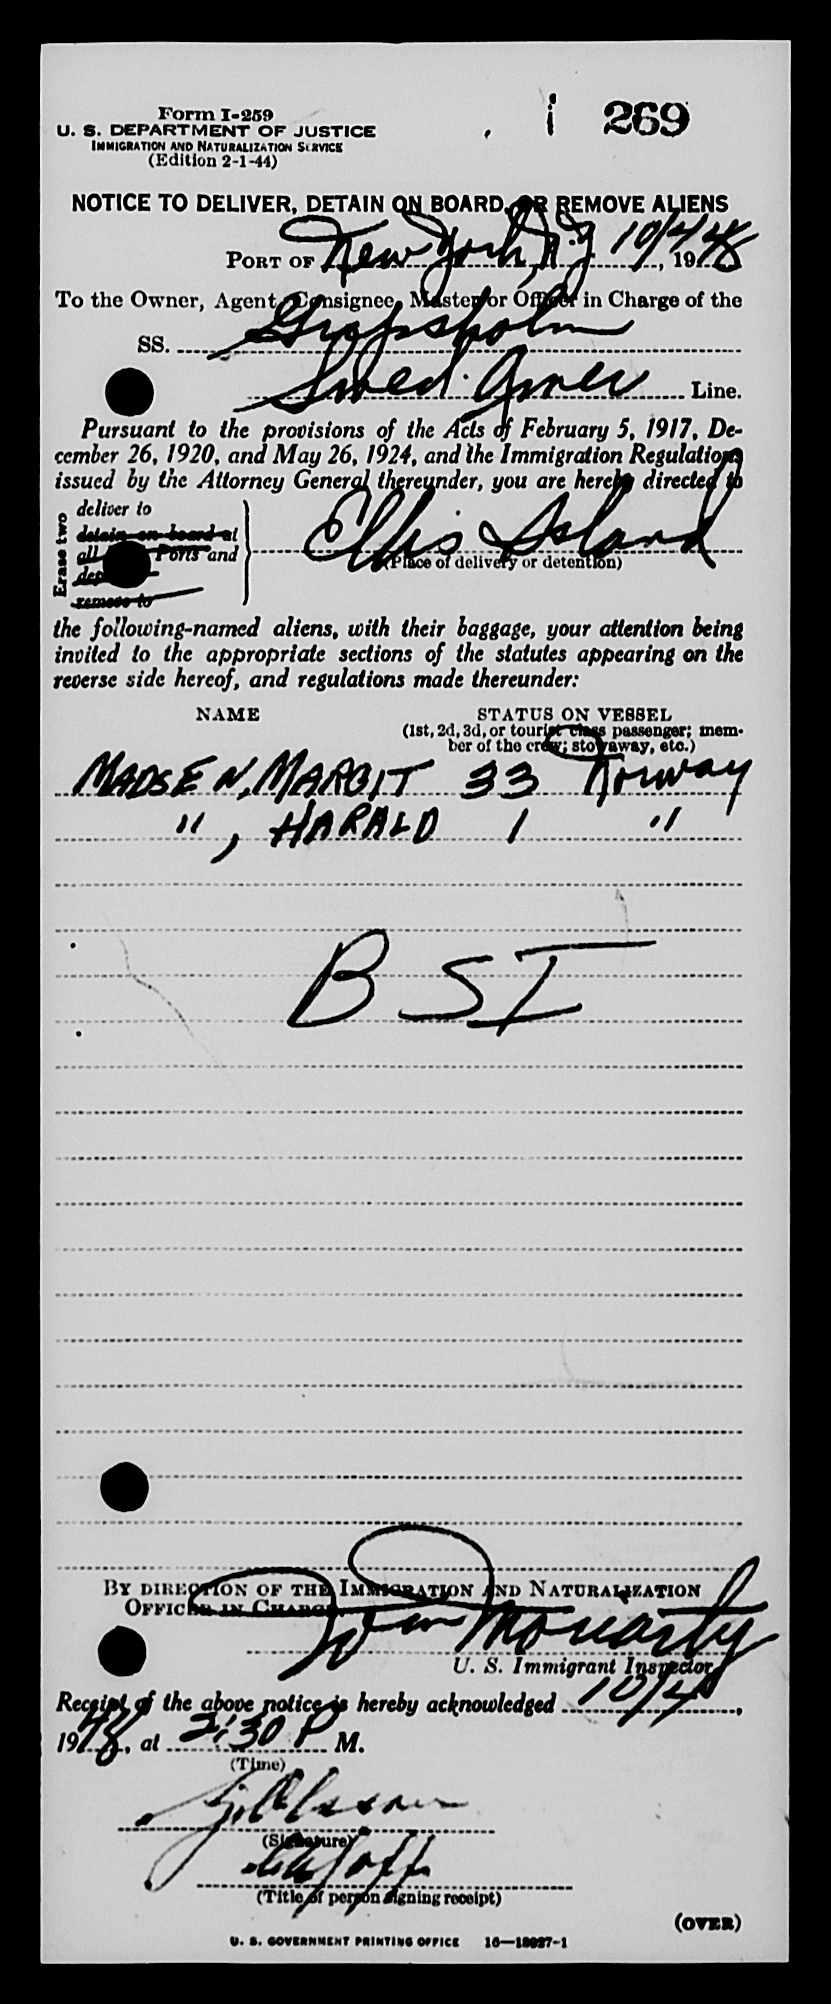 Form I-259
U. S. DEPARTMENT OF JUSTICE
IMMIGRATION AND NATURALIZATION SERVICE
(Edition 2-1-44)
i 269
NOTICE TO DELIVER, DETAIN ON BOARD, OR REMOVE ALIENS
PORT OF New York, N.Y 10/4, 1948
To the Owner, Agent, Consignee, Master or Officer in Charge of the
SS. Gripsholm
Swed. Amer Line.
Pursuant to the provisions of the Acts of February 5, 1917, De-
cember 26, 1920, and May 26, 1924, and the Immigration Regulations
issued by the Attorney General thereunder, you are hereby directed to
Erase two
deliver to
detain on board at
all Ports and
remove to
Ellis Island
(Place of delivery or detention)
the following-named aliens, with their baggage, your attention being
invited to the appropriate sections of the statutes appearing on the
reverse side hereof, and regulations made thereunder:
NAME STATUS ON VESSEL
(1st, 2d, 3d, or tourist class passenger; mem-
ber of the crew; stowaway, etc.)
MADSEN, MARGIT 33 Norway
", HARALD 1 "
BSI
BY DIRECTION OF THE IMMIGRATION AND NATURALIZATION
OFFICER IN CHARGE.
Wm Moriarty
U. S. Immigrant Inspector
Receipt of the above notice is hereby acknowledged 10/4,
1948, at 2:30 P M.
(Time)
(Signature)
(Title of person signing receipt)
(OVER)
U. S. GOVERNMENT PRINTING OFFICE 16—18927-1